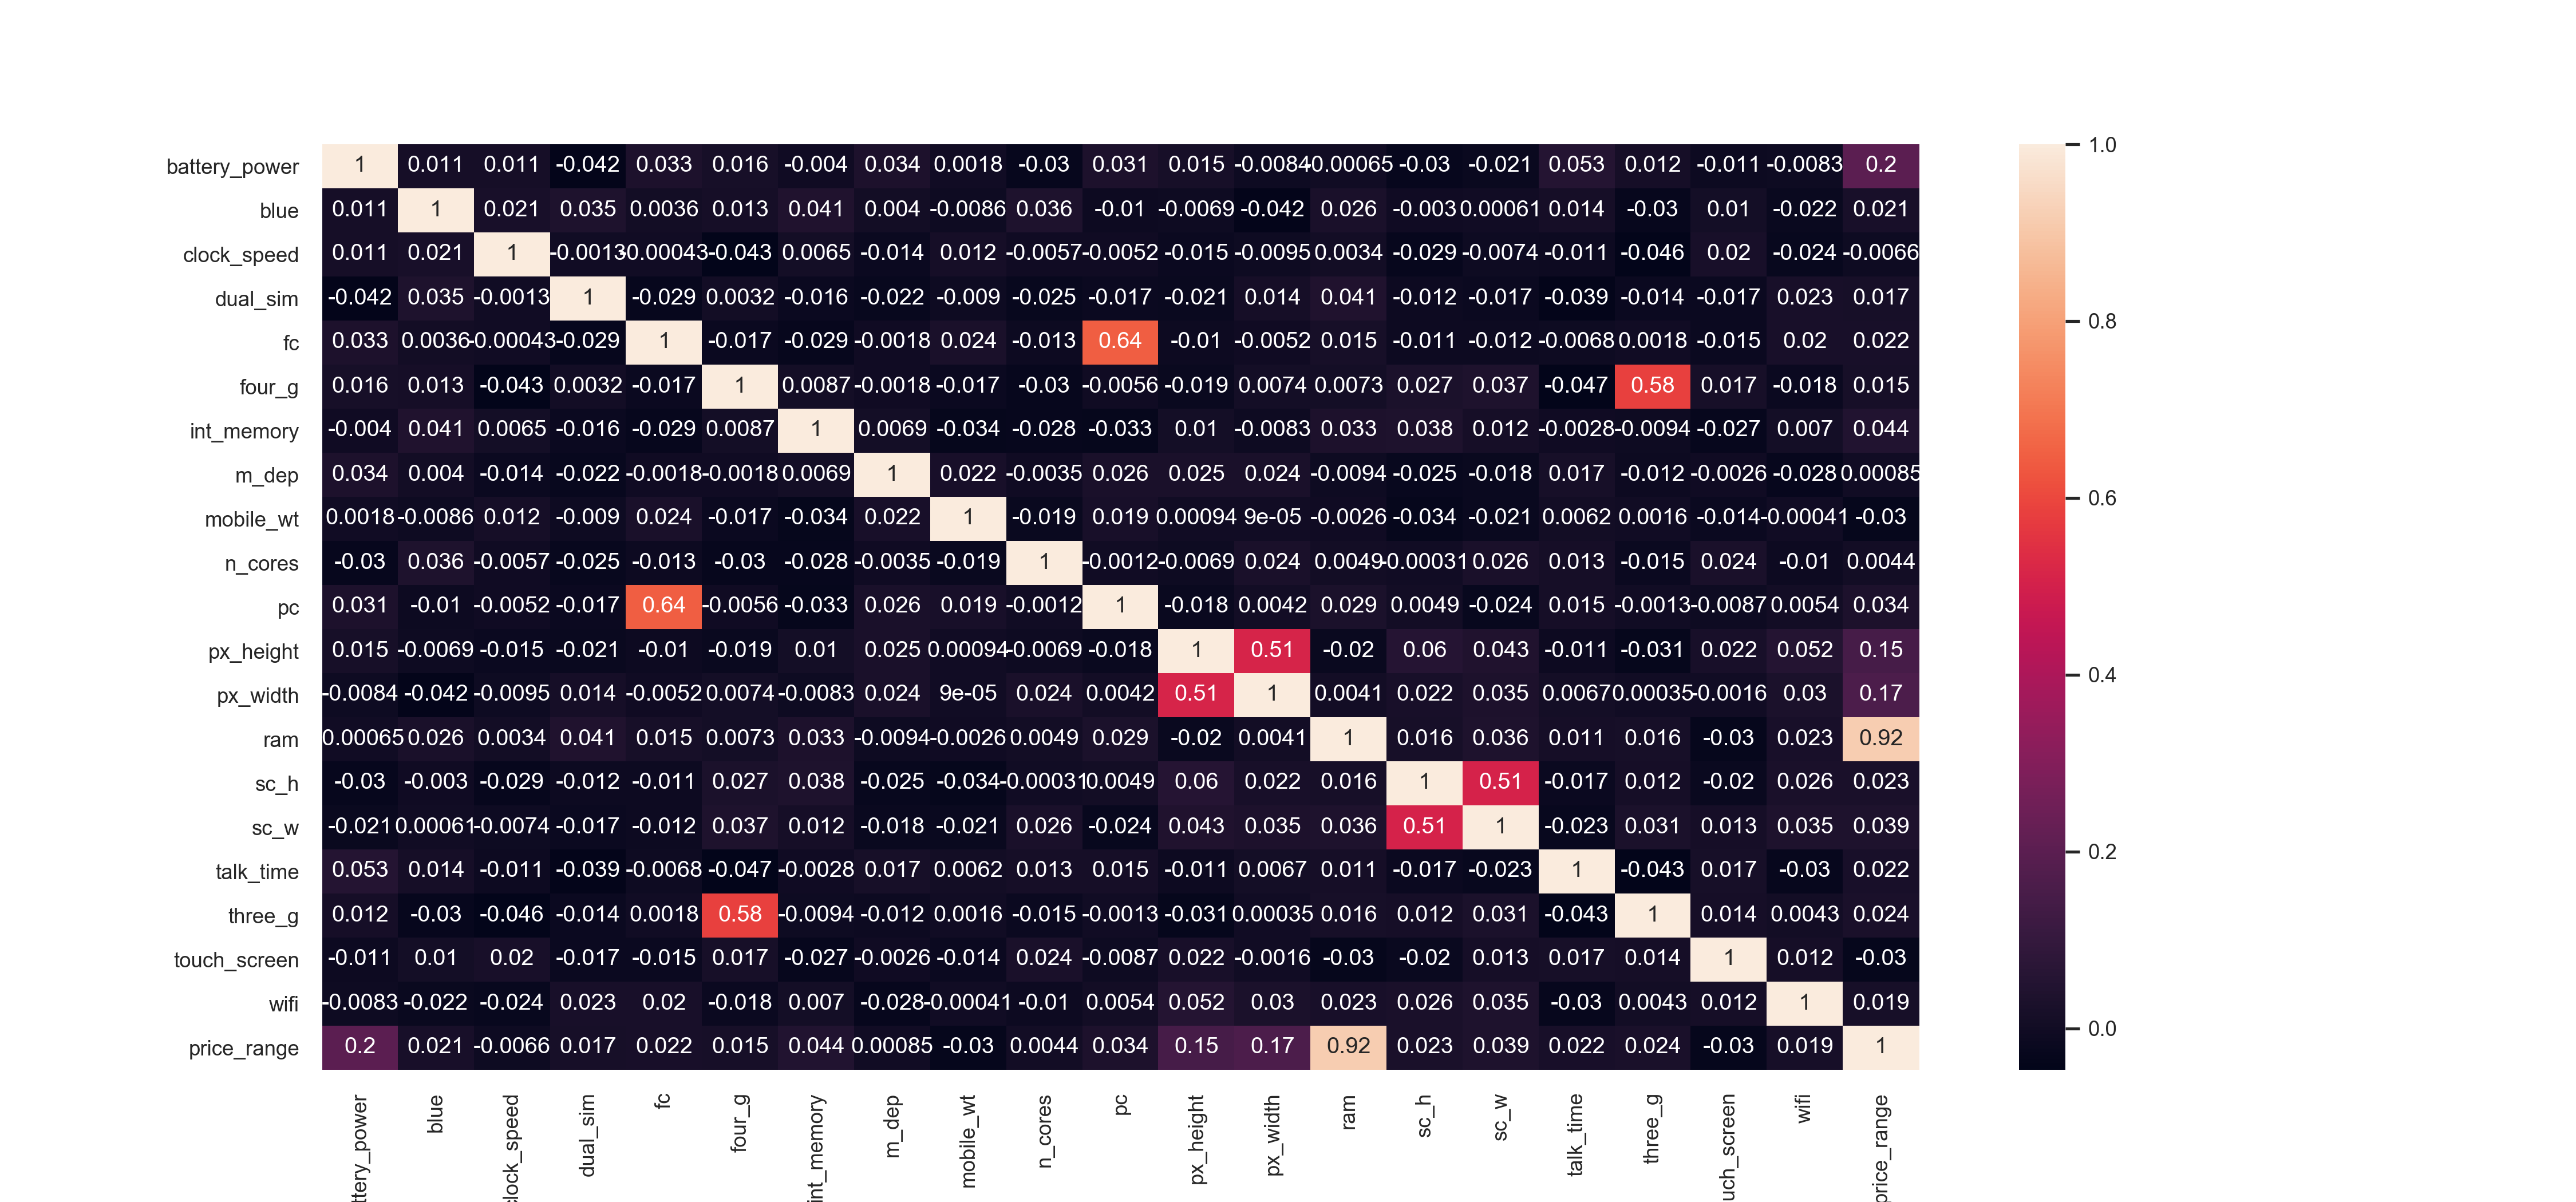 battery_power 1 0.011 0.011 -0.042 0.033 0.016 -0.004 0.034 0.0018 -0.03 0.031 0.015 -0.0084 -0.00065 -0.03 -0.021 0.053 0.012 -0.011 -0.0083 0.2
blue 0.011 1 0.021 0.035 0.0036 0.013 0.041 0.004 -0.0086 0.036 -0.01 -0.0069 -0.042 0.026 -0.003 0.00061 0.014 -0.03 0.01 -0.022 0.021
clock_speed 0.011 0.021 1 -0.0013 -0.00043 -0.043 0.0065 -0.014 0.012 -0.0057 -0.0052 -0.015 -0.0095 0.0034 -0.029 -0.0074 -0.011 -0.046 0.02 -0.024 -0.0066
dual_sim -0.042 0.035 -0.0013 1 -0.029 0.0032 -0.016 -0.022 -0.009 -0.025 -0.017 -0.021 0.014 0.041 -0.012 -0.017 -0.039 -0.014 -0.017 0.023 0.017
fc 0.033 0.0036 -0.00043 -0.029 1 -0.017 -0.029 -0.0018 0.024 -0.013 0.64 -0.01 -0.0052 0.015 -0.011 -0.012 -0.0068 0.0018 -0.015 0.02 0.022
four_g 0.016 0.013 -0.043 0.0032 -0.017 1 0.0087 -0.0018 -0.017 -0.03 -0.0056 -0.019 0.0074 0.0073 0.027 0.037 -0.047 0.58 0.017 -0.018 0.015
int_memory -0.004 0.041 0.0065 -0.016 -0.029 0.0087 1 0.0069 -0.034 -0.028 -0.033 0.01 -0.0083 0.033 0.038 0.012 -0.0028 -0.0094 -0.027 0.007 0.044
m_dep 0.034 0.004 -0.014 -0.022 -0.0018 -0.0018 0.0069 1 0.022 -0.0035 0.026 0.025 0.024 -0.0094 -0.025 -0.018 0.017 -0.012 -0.0026 -0.028 0.00085
mobile_wt 0.0018 -0.0086 0.012 -0.009 0.024 -0.017 -0.034 0.022 1 -0.019 0.019 0.00094 9e-05 -0.0026 -0.034 -0.021 0.0062 0.0016 -0.014 -0.00041 -0.03
n_cores -0.03 0.036 -0.0057 -0.025 -0.013 -0.03 -0.028 -0.0035 -0.019 1 -0.0012 -0.0069 0.024 0.0049 -0.00031 0.026 0.013 -0.015 0.024 -0.01 0.0044
pc 0.031 -0.01 -0.0052 -0.017 0.64 -0.0056 -0.033 0.026 0.019 -0.0012 1 -0.018 0.0042 0.029 0.0049 -0.024 0.015 -0.0013 -0.0087 0.0054 0.034
px_height 0.015 -0.0069 -0.015 -0.021 -0.01 -0.019 0.01 0.025 0.00094 -0.0069 -0.018 1 0.51 -0.02 0.06 0.043 -0.011 -0.031 0.022 0.052 0.15
px_width -0.0084 -0.042 -0.0095 0.014 -0.0052 0.0074 -0.0083 0.024 9e-05 0.024 0.0042 0.51 1 0.0041 0.022 0.035 0.0067 0.00035 -0.0016 0.03 0.17
ram 0.00065 0.026 0.0034 0.041 0.015 0.0073 0.033 -0.0094 -0.0026 0.0049 0.029 -0.02 0.0041 1 0.016 0.036 0.011 0.016 -0.03 0.023 0.92
sc_h -0.03 -0.003 -0.029 -0.012 -0.011 0.027 0.038 -0.025 -0.034 -0.00031 0.0049 0.06 0.022 0.016 1 0.51 -0.017 0.012 -0.02 0.026 0.023
sc_w -0.021 0.00061 -0.0074 -0.017 -0.012 0.037 0.012 -0.018 -0.021 0.026 -0.024 0.043 0.035 0.036 0.51 1 -0.023 0.031 0.013 0.035 0.039
talk_time 0.053 0.014 -0.011 -0.039 -0.0068 -0.047 -0.0028 0.017 0.0062 0.013 0.015 -0.011 0.0067 0.011 -0.017 -0.023 1 -0.043 0.017 -0.03 0.022
three_g 0.012 -0.03 -0.046 -0.014 0.0018 0.58 -0.0094 -0.012 0.0016 -0.015 -0.0013 -0.031 0.00035 0.016 0.012 0.031 -0.043 1 0.014 0.0043 0.024
touch_screen -0.011 0.01 0.02 -0.017 -0.015 0.017 -0.027 -0.0026 -0.014 0.024 -0.0087 0.022 -0.0016 -0.03 -0.02 0.013 0.017 0.014 1 0.012 -0.03
wifi -0.0083 -0.022 -0.024 0.023 0.02 -0.018 0.007 -0.028 -0.00041 -0.01 0.0054 0.052 0.03 0.023 0.026 0.035 -0.03 0.0043 0.012 1 0.019
price_range 0.2 0.021 -0.0066 0.017 0.022 0.015 0.044 0.00085 -0.03 0.0044 0.034 0.15 0.17 0.92 0.023 0.039 0.022 0.024 -0.03 0.019 1
ttery_power blue clock_speed dual_sim fc four_g int_memory m_dep mobile_wt n_cores pc px_height px_width ram sc_h sc_w talk_time three_g uch_screen wifi price_range
1.0
0.8
0.6
0.4
0.2
0.0